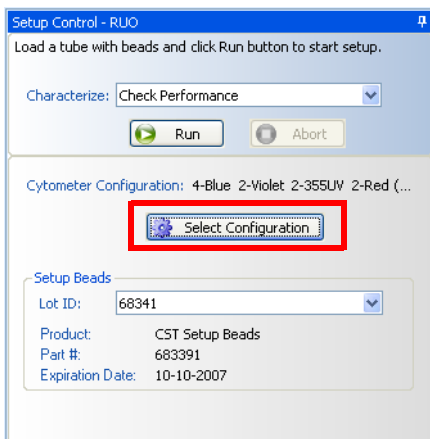 Setup Control - RUO
Load a tube with beads and click Run button to start setup.
Characterize: Check Performance
Run Abort
Cytometer Configuration: 4-Blue 2-Violet 2-355UV 2-Red (...
Select Configuration
Setup Beads
Lot ID: 68341
Product: CST Setup Beads
Part #: 683391
Expiration Date: 10-10-2007